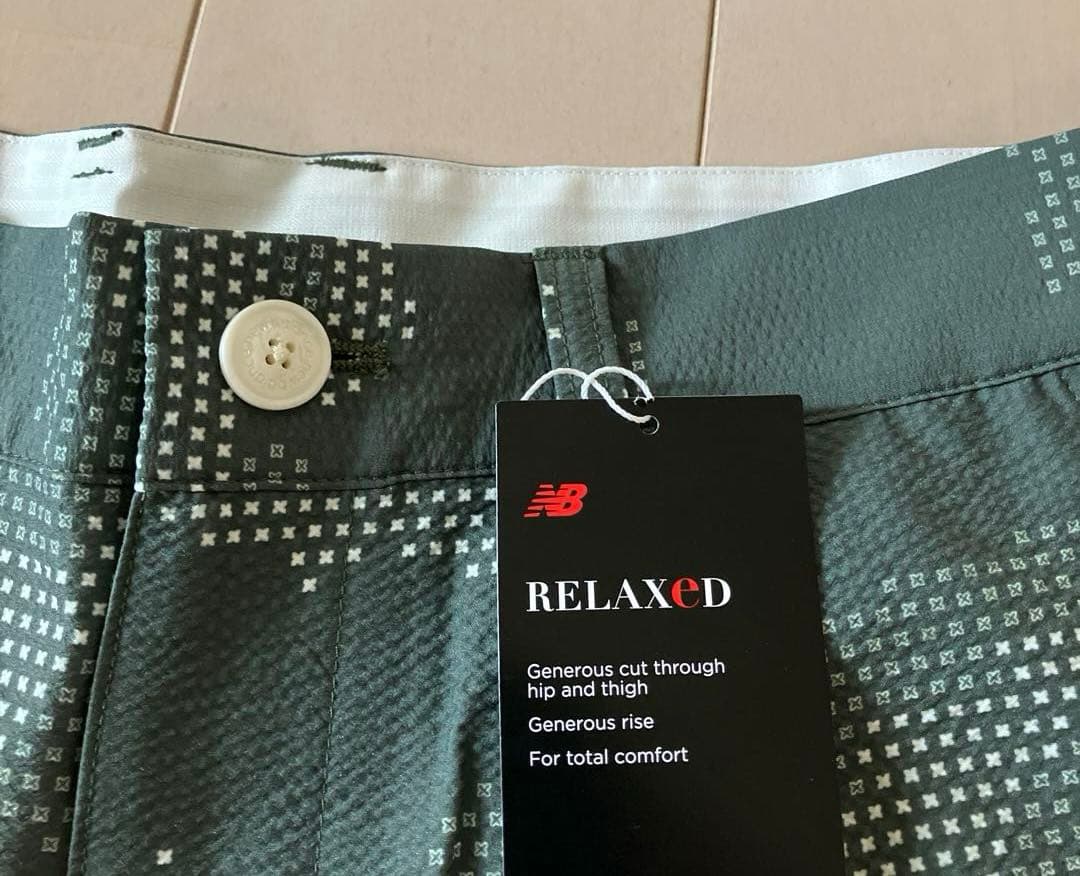 NB
RELAXeD
Generous cut through
hip and thigh
Generous rise
For total comfort